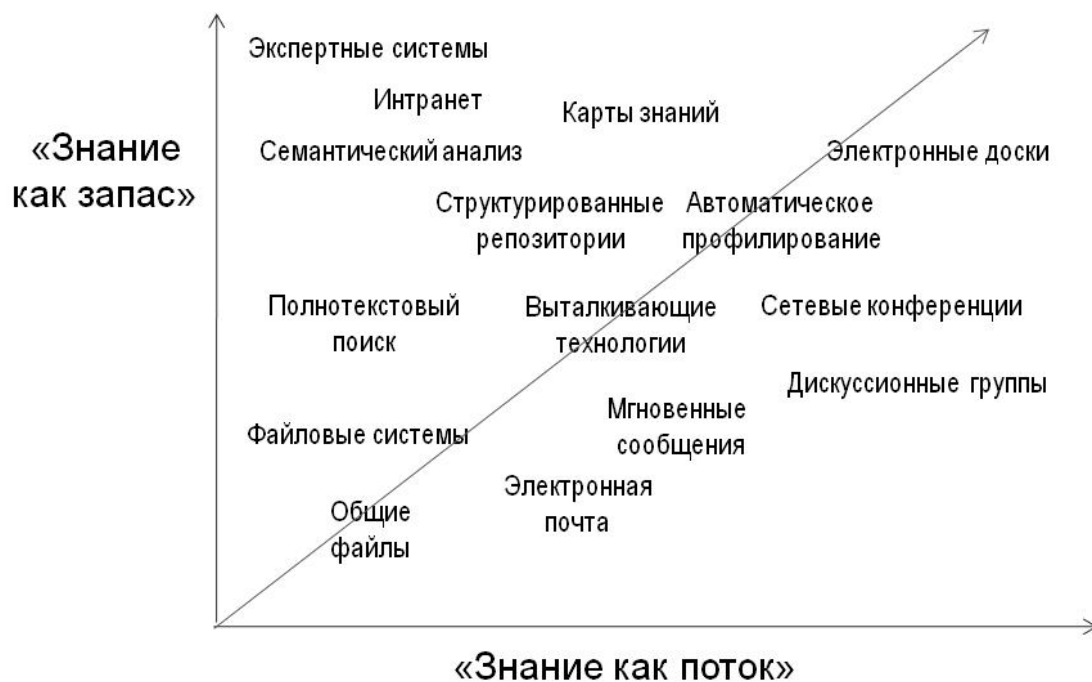 Экспертные системы
Интранет
Карты знаний
«Знание
как запас»
Семантический анализ
Электронные доски
Структурированные
репозитории
Автоматическое
профилирование
Полнотекстовый
поиск
Выталкивающие
технологии
Сетевые конференции
Дискуссионные группы
Мгновенные
сообщения
Файловые системы
Электронная
почта
Общие
файлы
«Знание как поток»